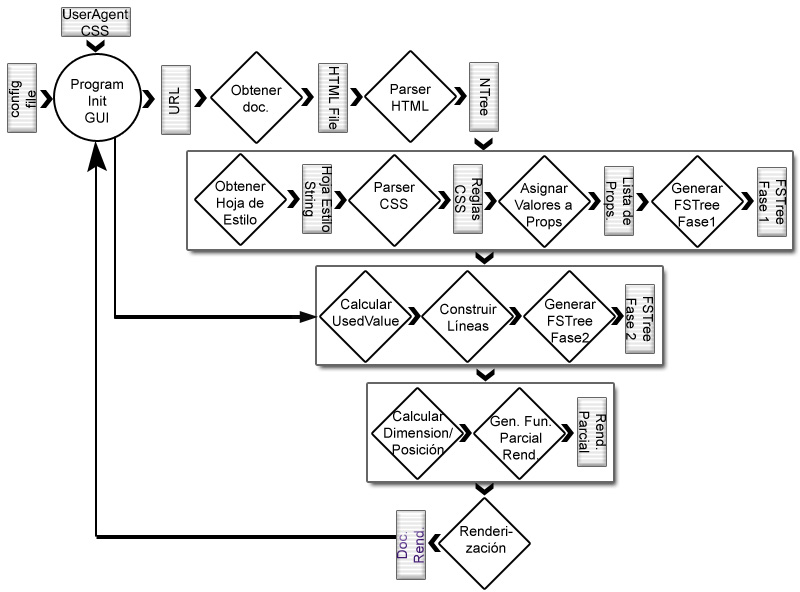 UserAgent
CSS
config
file
Program
Init
GUI
URL
Obtener
doc.
HTML File
Parser
HTML
NTree
Obtener
Hoja de
Estilo
Hoja Estilo
String
Parser
CSS
Reglas
CSS
Asignar
Valores a
Props
Lista de
Props.
Generar
FSTree
Fase1
FSTree
Fase 1
Calcular
UsedValue
Construir
Líneas
Generar
FSTree
Fase2
FSTree
Fase 2
Calcular
Dimension/
Posición
Gen. Fun.
Parcial
Rend.
Rend.
Parcial
Renderi-
zación
Doc.
Rend.